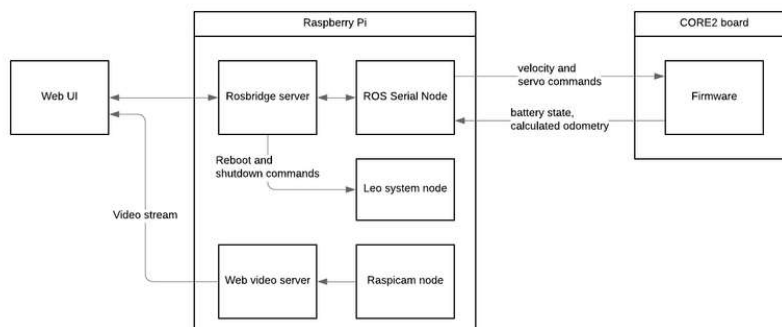 Raspberry Pi
CORE2 board
Web UI
Rosbridge server
ROS Serial Node
velocity and
servo commands
Firmware
battery state,
calculated odometry
Reboot and
shutdown commands
Leo system node
Video stream
Web video server
Raspicam node